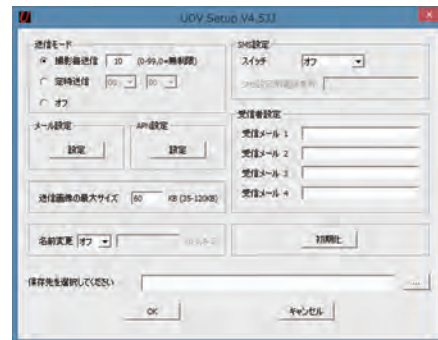 UOV Setup V4.5JJ
送信モード
撮影毎送信 10 (0-99,0=無制限)
定時送信 00 : 00
オフ
SMS設定
スイッチ オフ
メール設定
設定
APN設定
設定
受信者設定
受信メール 1
受信メール 2
受信メール 3
受信メール 4
送信画像の最大サイズ 60 KB (35-120KB)
名前変更 オフ
初期化
保存先を選択してください ...
OK キャンセル